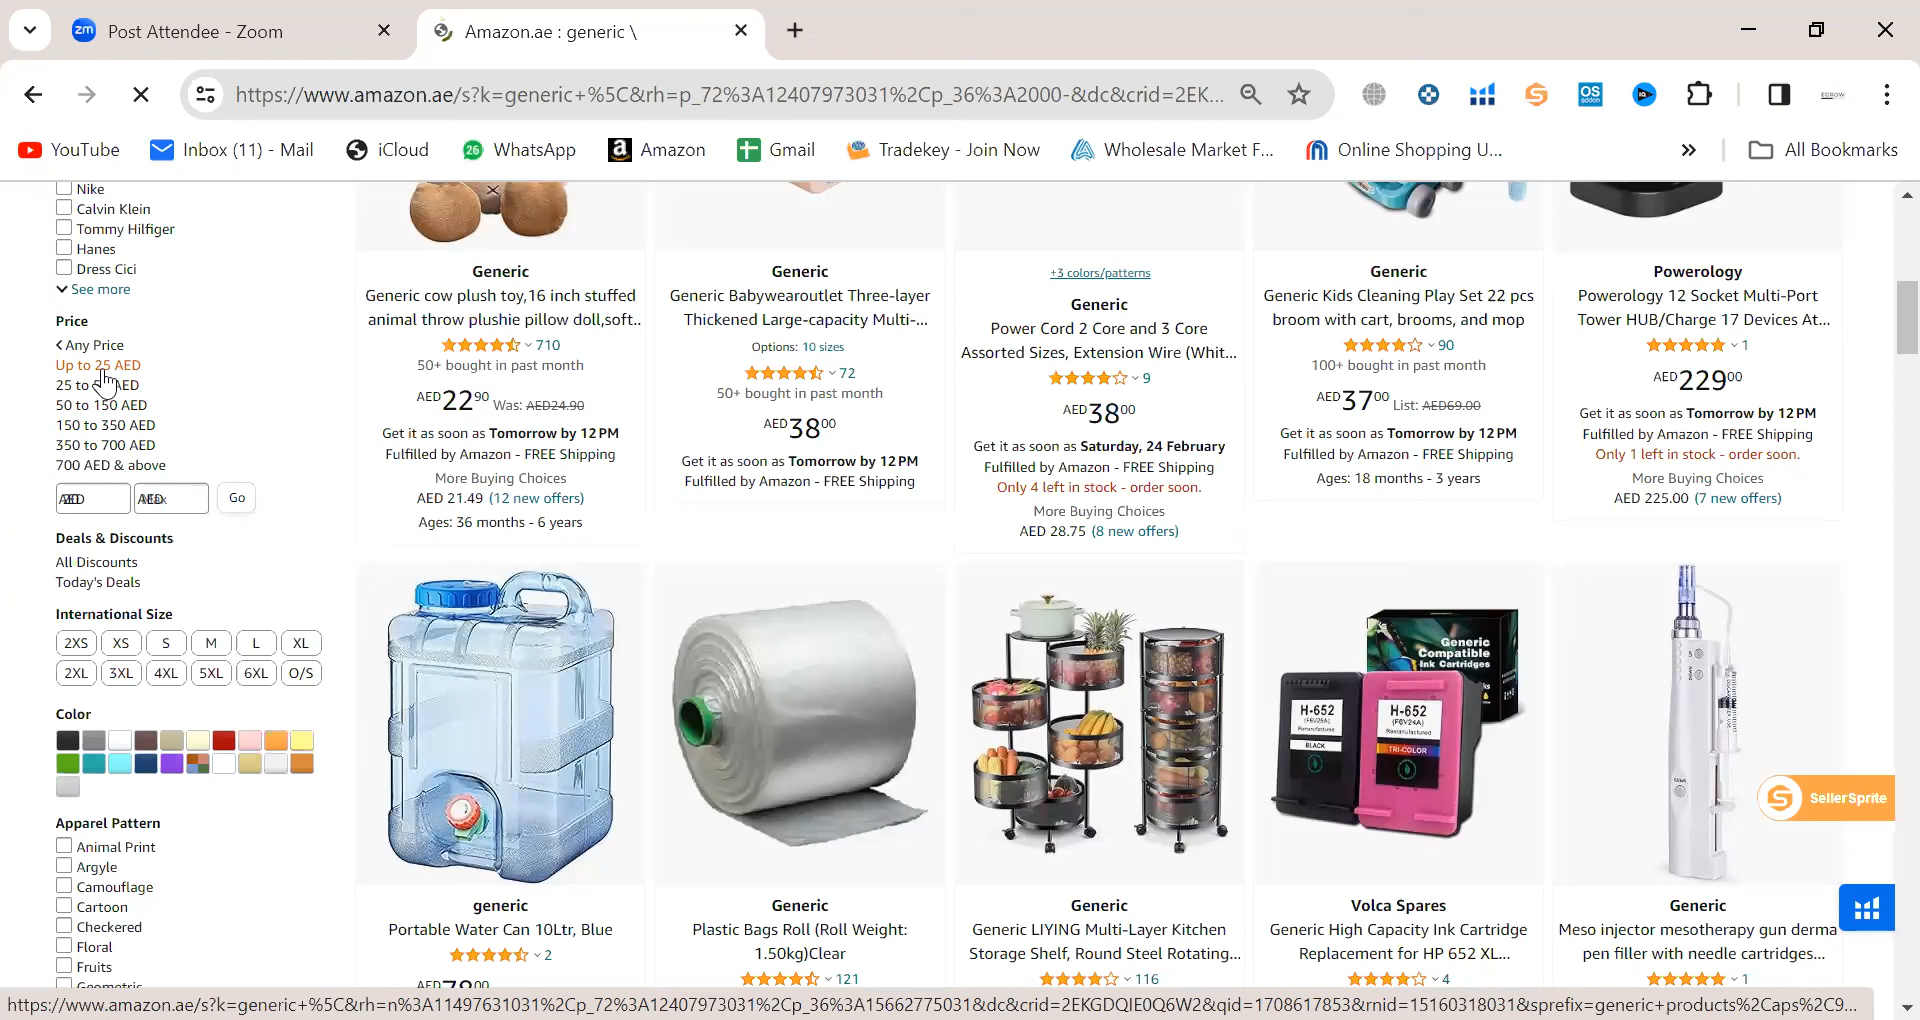 zm Post Attendee - Zoom
Amazon.ae : generic \
https://www.amazon.ae/s?k=generic+%5C&rh=p_72%3A12407973031%2Cp_36%3A2000-&dc&crid=2EK...
YouTube
Inbox (11) - Mail
iCloud
26 WhatsApp
Amazon
Gmail
Tradekey - Join Now
Wholesale Market F...
Online Shopping U...
»
All Bookmarks
Nike
Calvin Klein
Tommy Hilfiger
Hanes
Dress Cici
See more
Price
Any Price
Up to 25 AED
25 to AED
50 to 150 AED
150 to 350 AED
350 to 700 AED
700 AED & above
Go
Deals & Discounts
All Discounts
Today's Deals
International Size
2XS XS S M L XL
2XL 3XL 4XL 5XL 6XL O/S
Color
Apparel Pattern
Animal Print
Argyle
Camouflage
Cartoon
Checkered
Floral
Fruits
Geometric
Generic
Generic cow plush toy,16 inch stuffed
animal throw plushie pillow doll,soft..
710
50+ bought in past month
AED 22 90 Was: AED24.90
Get it as soon as Tomorrow by 12 PM
Fulfilled by Amazon - FREE Shipping
More Buying Choices
AED 21.49 (12 new offers)
Ages: 36 months - 6 years
Generic
Generic Babywearoutlet Three-layer
Thickened Large-capacity Multi-...
Options: 10 sizes
72
50+ bought in past month
AED 38 00
Get it as soon as Tomorrow by 12 PM
Fulfilled by Amazon - FREE Shipping
+3 colors/patterns
Generic
Power Cord 2 Core and 3 Core
Assorted Sizes, Extension Wire (Whit...
9
AED 38 00
Get it as soon as Saturday, 24 February
Fulfilled by Amazon - FREE Shipping
Only 4 left in stock - order soon.
More Buying Choices
AED 28.75 (8 new offers)
Generic
Generic Kids Cleaning Play Set 22 pcs
broom with cart, brooms, and mop
90
100+ bought in past month
AED 37 00 List: AED69.00
Get it as soon as Tomorrow by 12 PM
Fulfilled by Amazon - FREE Shipping
Ages: 18 months - 3 years
Powerology
Powerology 12 Socket Multi-Port
Tower HUB/Charge 17 Devices At...
1
AED 229 00
Get it as soon as Tomorrow by 12 PM
Fulfilled by Amazon - FREE Shipping
Only 1 left in stock - order soon.
More Buying Choices
AED 225.00 (7 new offers)
Generic
Compatible
Ink Cartridges
H-652
BLACK
H-652
TRI-COLOR
generic
Portable Water Can 10Ltr, Blue
2
AED 78 00
Generic
Plastic Bags Roll (Roll Weight:
1.50kg)Clear
121
Generic
Generic LIYING Multi-Layer Kitchen
Storage Shelf, Round Steel Rotating...
116
Volca Spares
Generic High Capacity Ink Cartridge
Replacement for HP 652 XL...
4
Generic
Meso injector mesotherapy gun derma
pen filler with needle cartridges...
1
SellerSprite
https://www.amazon.ae/s?k=generic+%5C&rh=n%3A11497631031%2Cp_72%3A12407973031%2Cp_36%3A15662775031&dc&crid=2EKGDQIE0Q6W2&qid=1708617853&rnid=15160318031&sprefix=generic+products%2Caps%2C9...